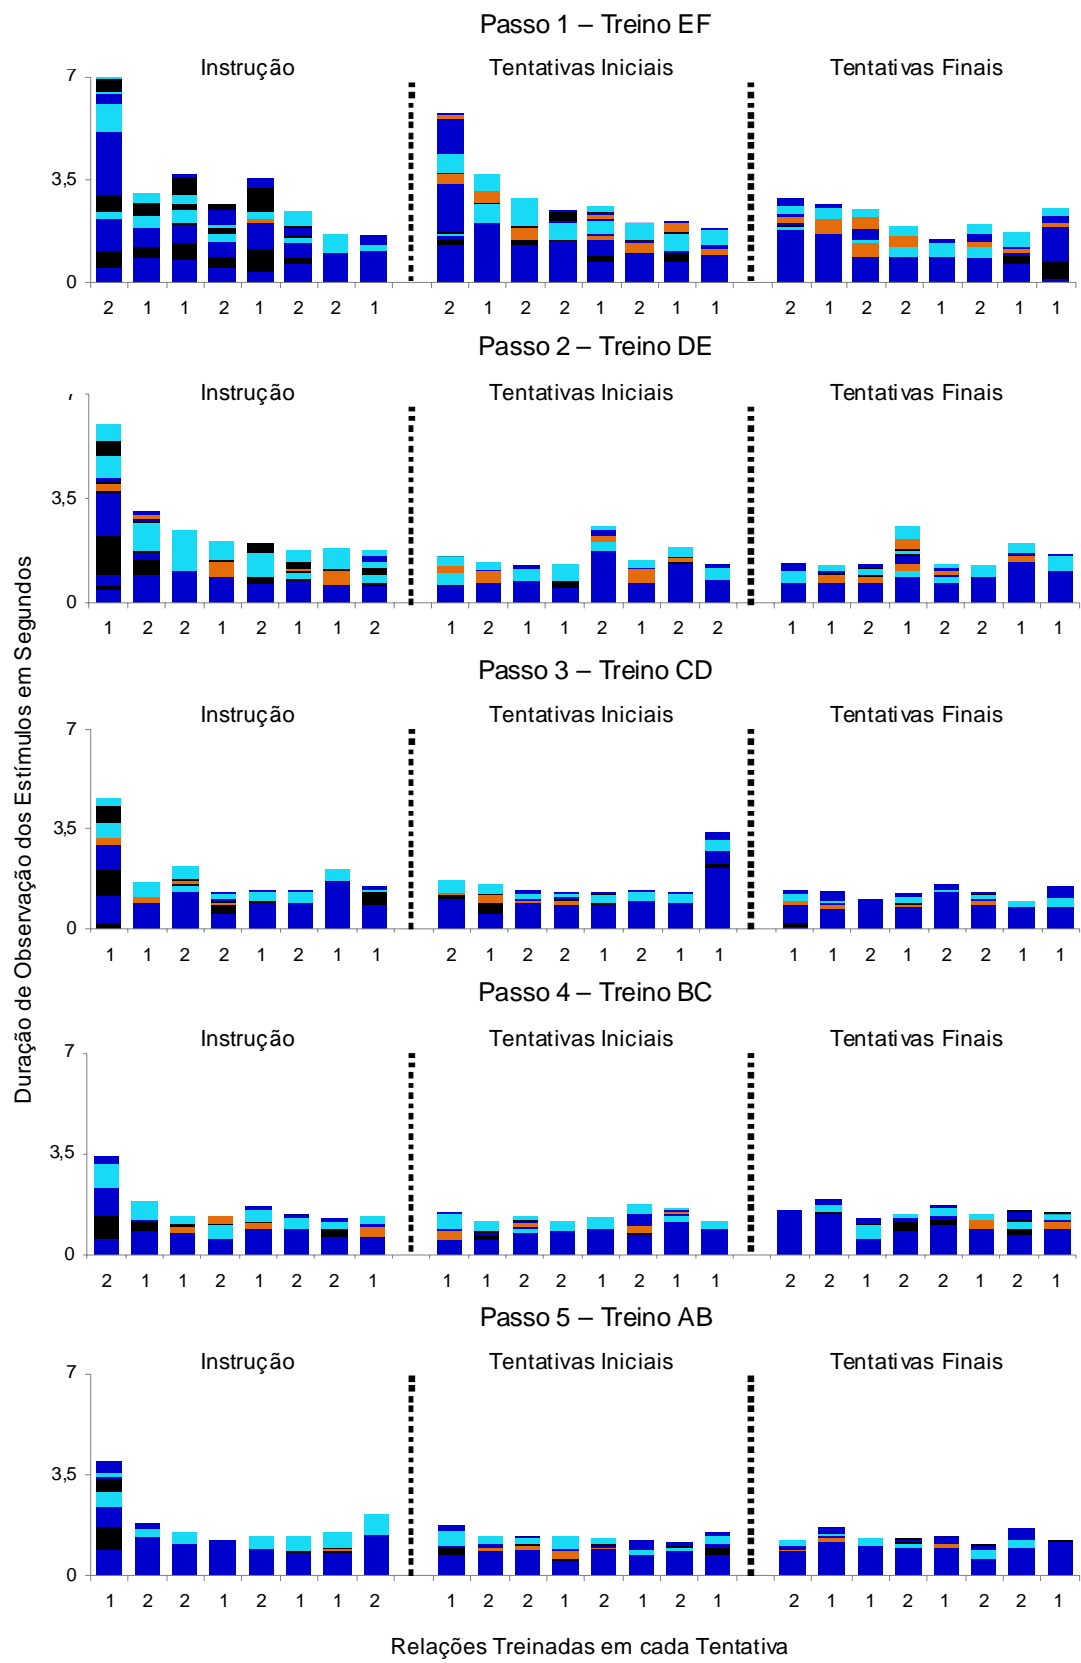 Passo 1 – Treino EF
Instrução Tentativas Iniciais Tentativas Finais
7
3,5
0
2 1 1 2 1 2 2 1 2 1 2 2 1 2 1 1 2 1 2 2 1 2 1 1
Passo 2 – Treino DE
Instrução Tentativas Iniciais Tentativas Finais
7
3,5
0
1 2 2 1 2 1 1 2 1 2 1 1 2 1 2 2 1 1 2 1 2 2 1 1
Passo 3 – Treino CD
Instrução Tentativas Iniciais Tentativas Finais
7
3,5
0
1 1 2 2 1 2 1 1 2 1 2 2 1 2 1 1 1 1 2 1 2 2 1 1
Passo 4 – Treino BC
Instrução Tentativas Iniciais Tentativas Finais
7
3,5
0
2 1 1 2 1 2 2 1 1 1 2 2 1 2 1 1 2 2 1 2 2 1 2 1
Passo 5 – Treino AB
Instrução Tentativas Iniciais Tentativas Finais
7
3,5
0
1 2 2 1 2 1 1 2 1 2 2 1 2 1 2 1 2 1 1 2 1 2 2 1
Duração de Observação dos Estímulos em Segundos
Relações Treinadas em cada Tentativa